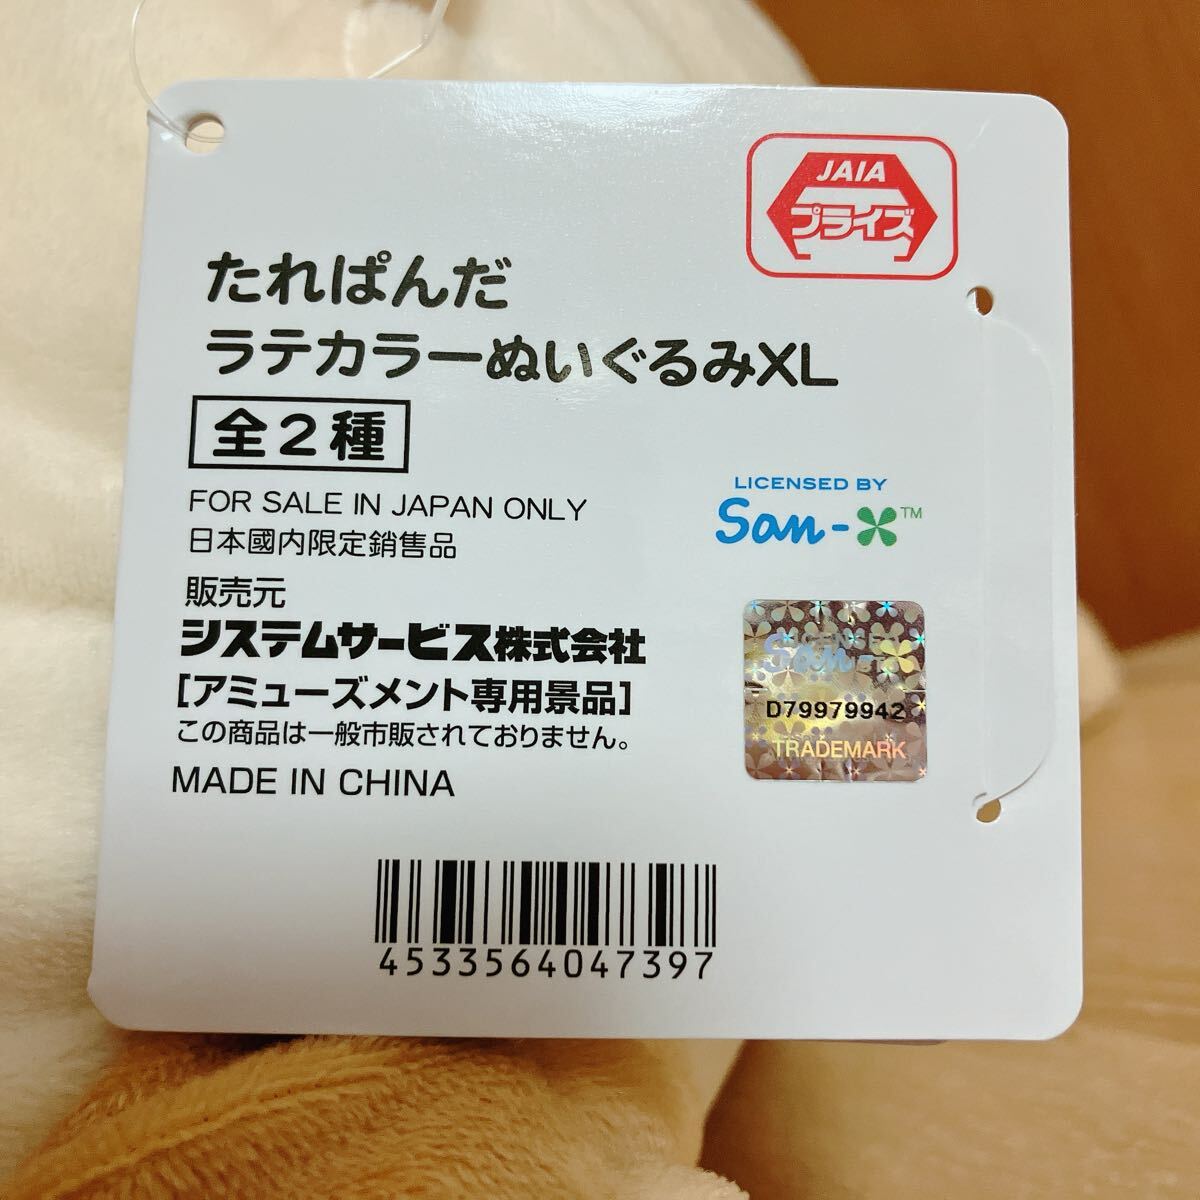 JAIA
プライズ
たれぱんだ
ラテカラーぬいぐるみXL
全2種
FOR SALE IN JAPAN ONLY
日本國内限定銷售品
LICENSED BY
San-X™
販売元
システムサービス株式会社
[アミューズメント専用景品]
この商品は一般市販されておりません。
MADE IN CHINA
San-X
D79979942
TRADEMARK
4533564047397